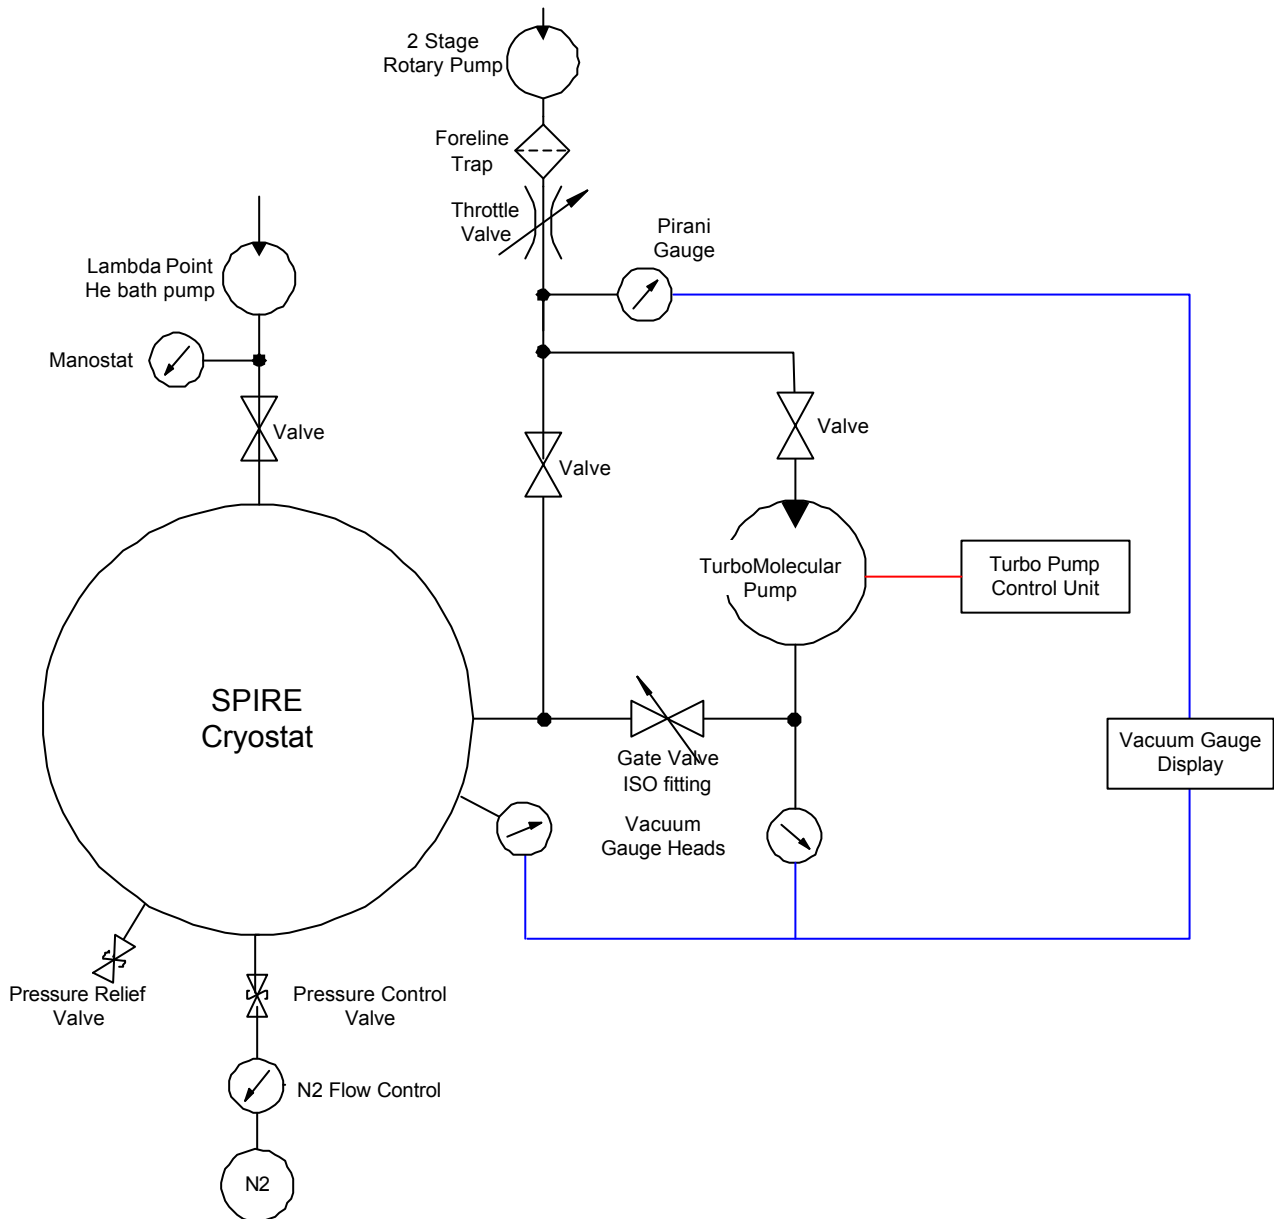 2 Stage
Rotary Pump
Foreline
Trap
Throttle
Valve
Pirani
Gauge
Lambda Point
He bath pump
Manostat
Valve
Valve
Valve
TurboMolecular
Pump
Turbo Pump
Control Unit
SPIRE
Cryostat
Gate Valve
ISO fitting
Vacuum Gauge
Display
Vacuum
Gauge Heads
Pressure Relief
Valve
Pressure Control
Valve
N2 Flow Control
N2